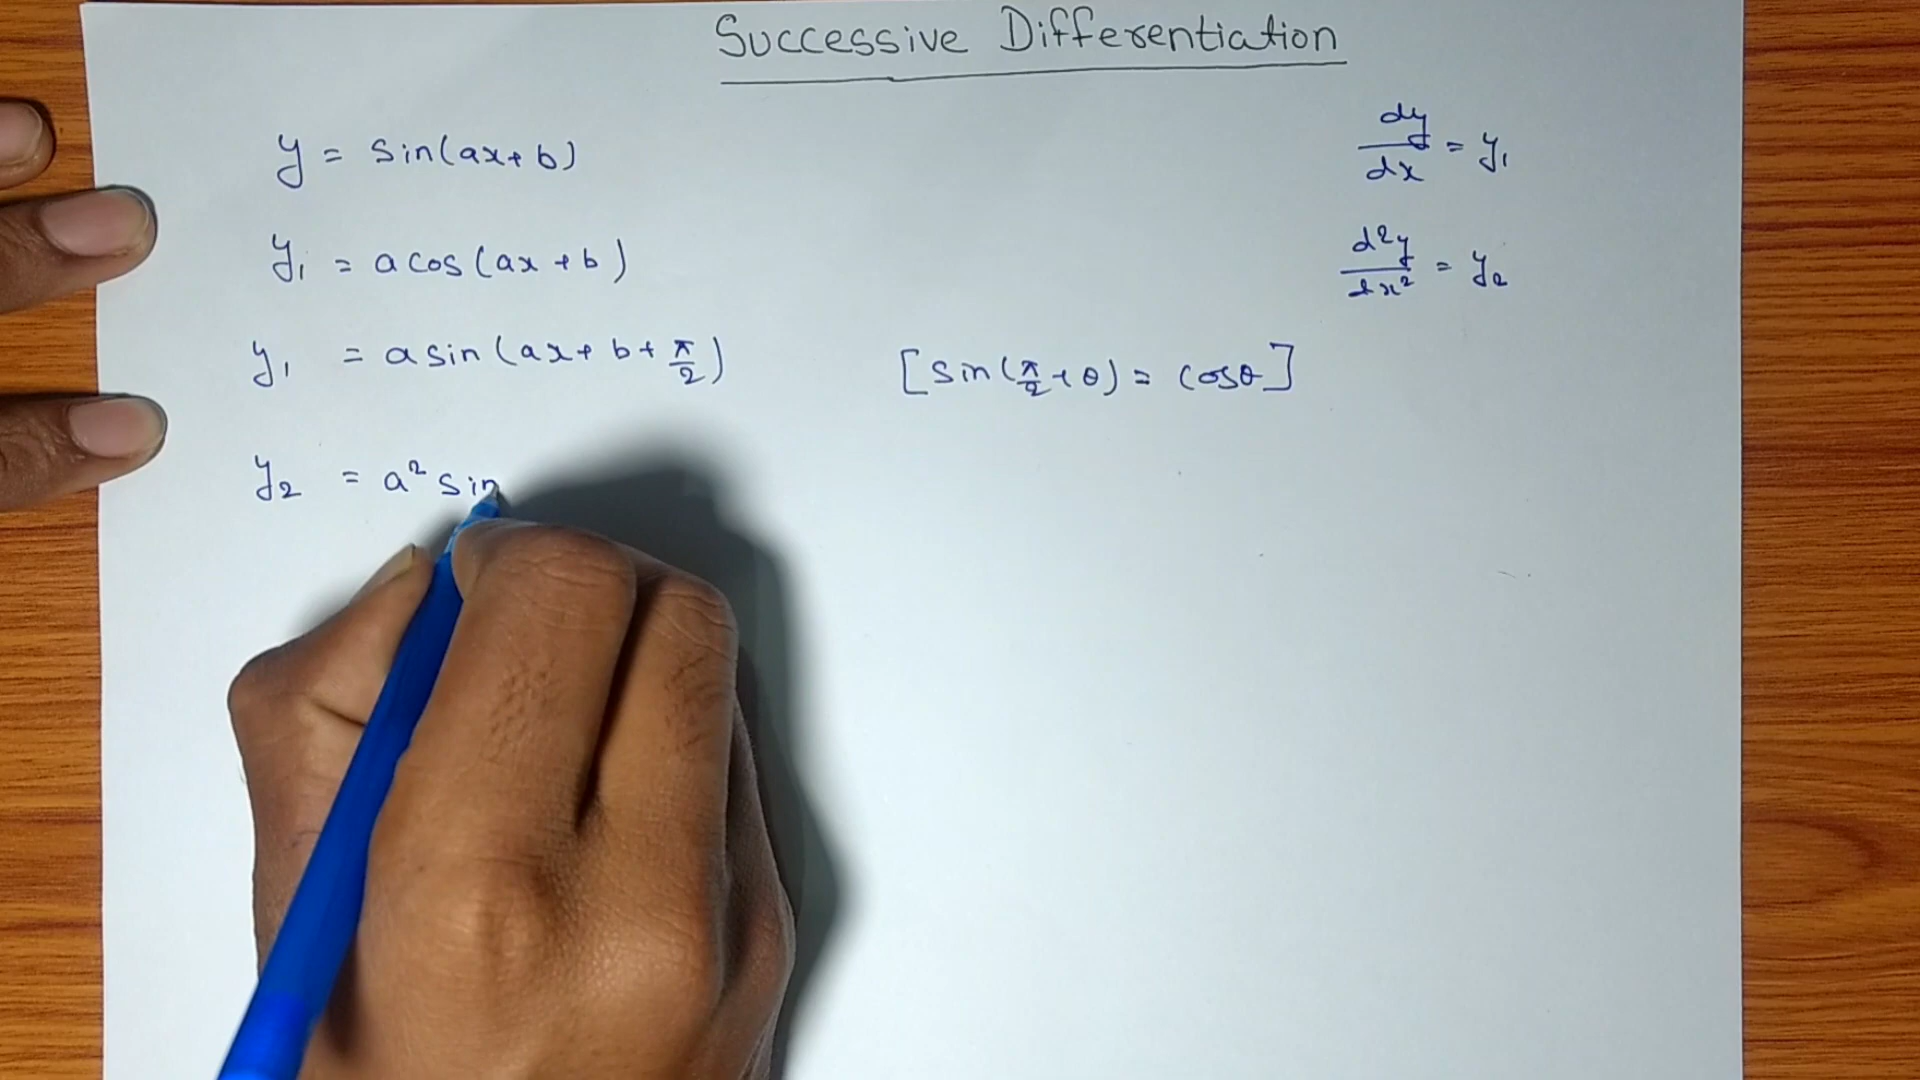 Successive Differentiation
y = sin(ax+b)
dy/dx = y₁
y₁ = a cos(ax+b)
d²y/dx² = y₂
y₁ = a sin(ax+b+π/2) [sin(π/2+θ) = cosθ]
y₂ = a² sin